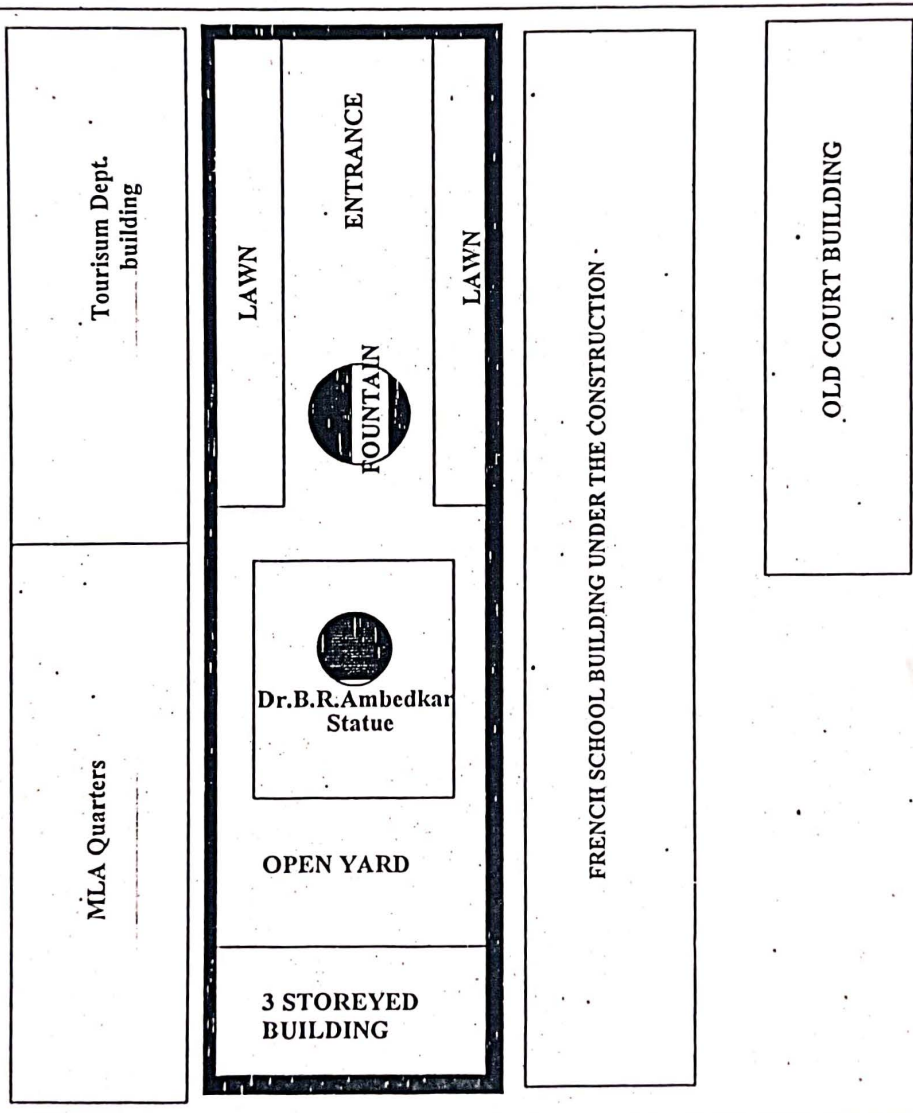 Tourisum Dept.
building
MLA Quarters
LAWN
ENTRANCE
LAWN
FOUNTAIN
Dr.B.R.Ambedkar
Statue
OPEN YARD
3 STOREYED
BUILDING
FRENCH SCHOOL BUILDING UNDER THE CONSTRUCTION
OLD COURT BUILDING